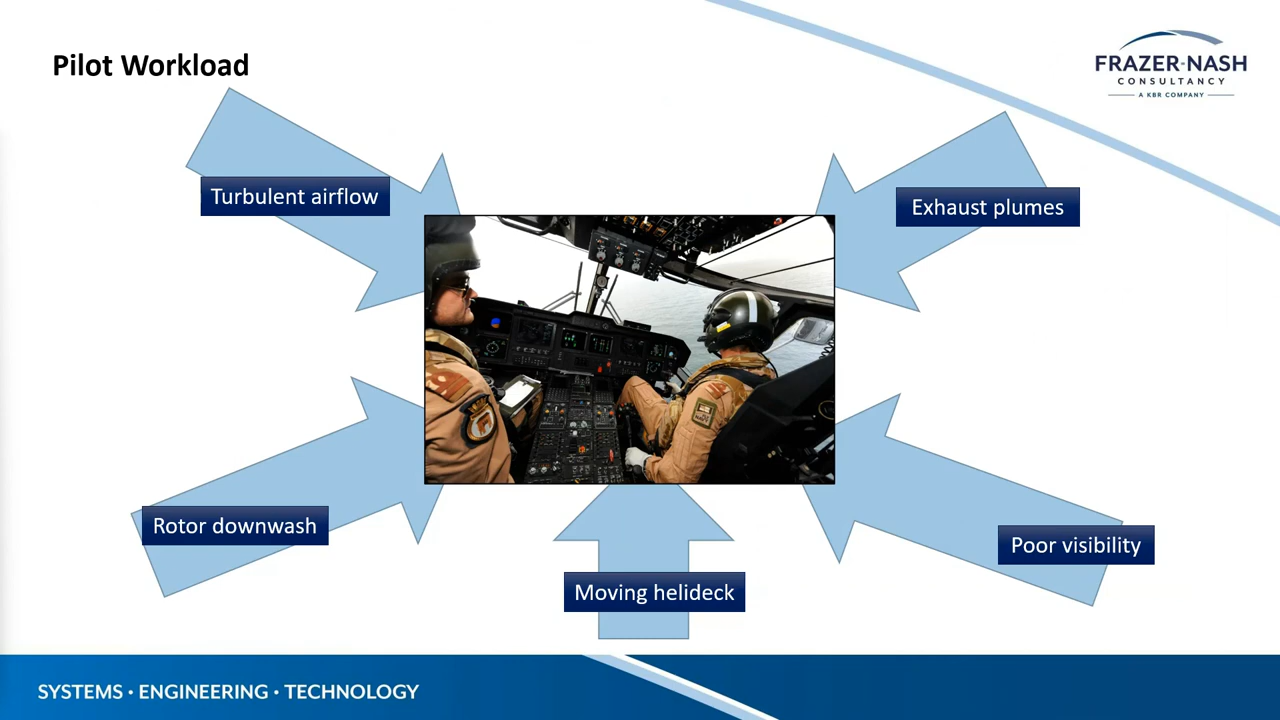 Pilot Workload
FRAZER-NASH
CONSULTANCY
A KBR COMPANY
Turbulent airflow
Exhaust plumes
Rotor downwash
Poor visibility
Moving helideck
SYSTEMS • ENGINEERING • TECHNOLOGY